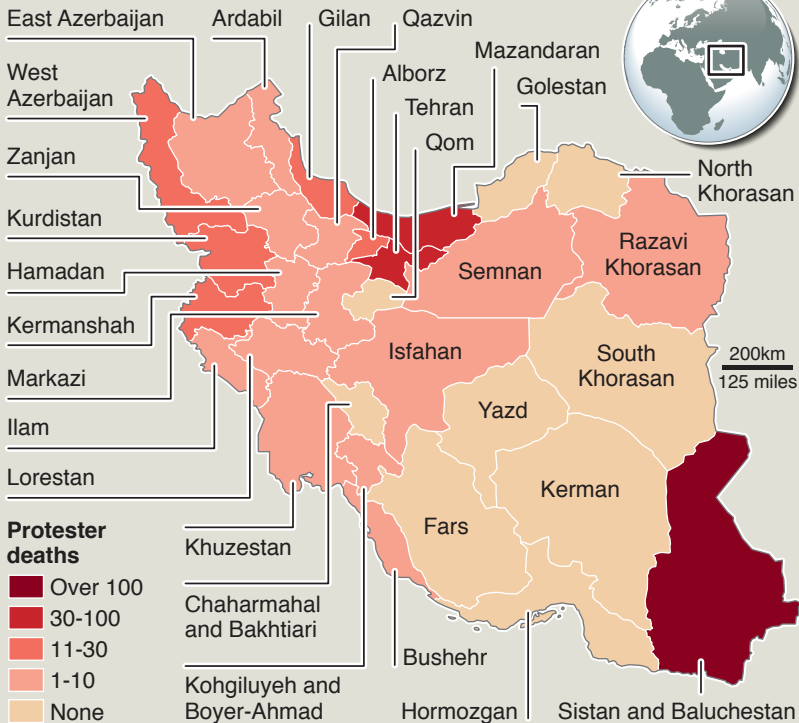 East Azerbaijan
Ardabil
Gilan
Qazvin
Mazandaran
West
Azerbaijan
Alborz
Golestan
Tehran
Qom
Zanjan
North
Khorasan
Kurdistan
Razavi
Khorasan
Hamadan
Semnan
Kermanshah
Isfahan
South
Khorasan
200km
125 miles
Markazi
Yazd
Ilam
Lorestan
Kerman
Fars
Protester
deaths
Over 100
30-100
11-30
1-10
None
Khuzestan
Chaharmahal
and Bakhtiari
Bushehr
Kohgiluyeh and
Boyer-Ahmad
Hormozgan
Sistan and Baluchestan